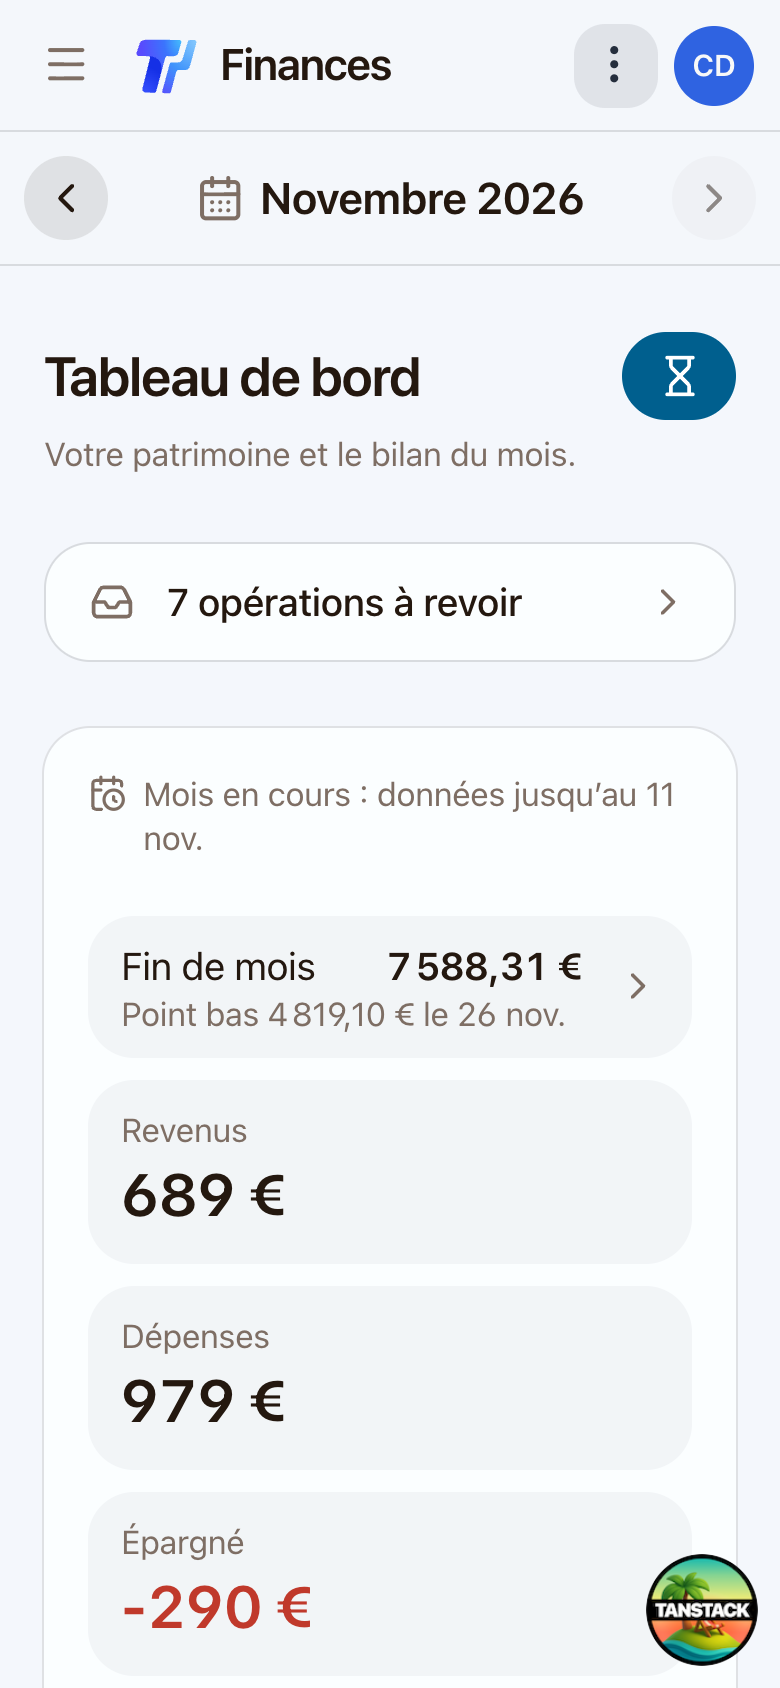 Finances
CD
Novembre 2026
Tableau de bord
Votre patrimoine et le bilan du mois.
7 opérations à revoir
Mois en cours : données jusqu’au 11
nov.
Fin de mois 7 588,31 €
Point bas 4 819,10 € le 26 nov.
Revenus
689 €
Dépenses
979 €
Épargné
-290 €
TANSTACK